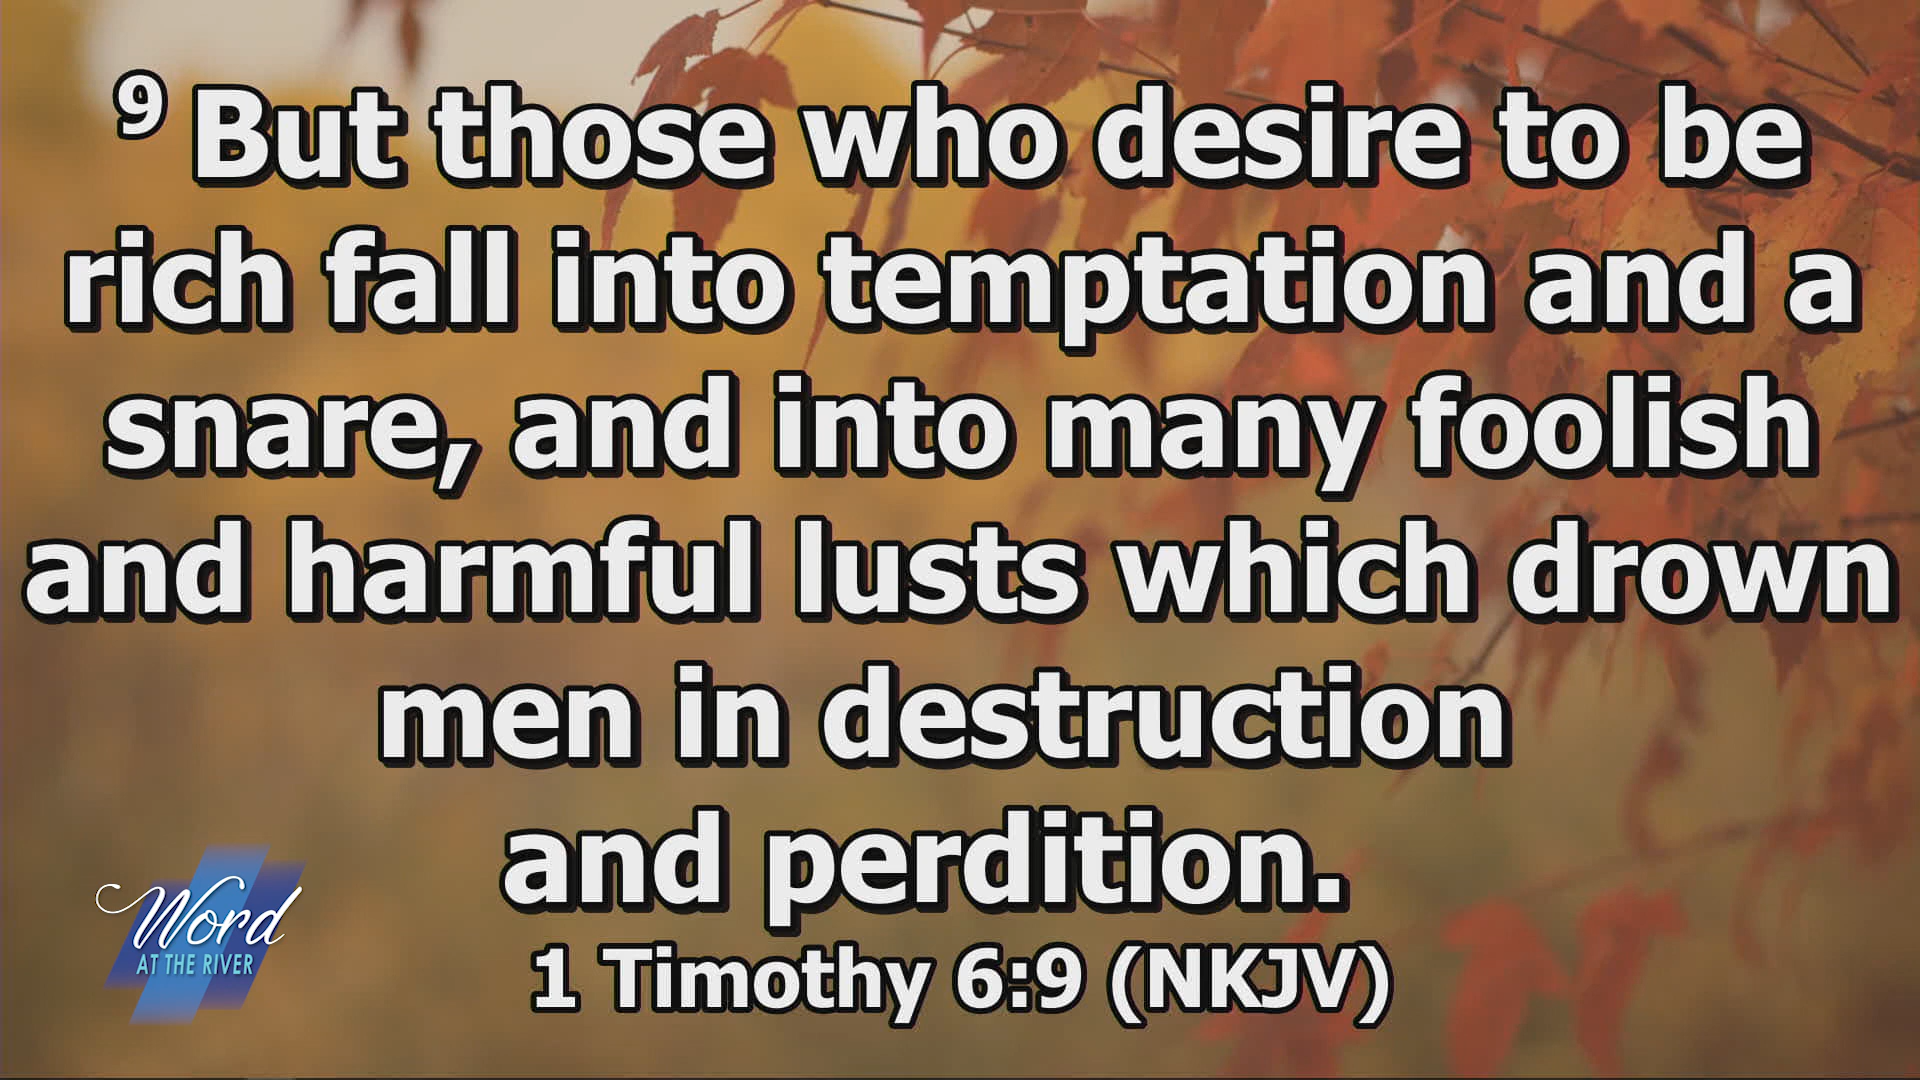 9 But those who desire to be
rich fall into temptation and a
snare, and into many foolish
and harmful lusts which drown
men in destruction
and perdition.
1 Timothy 6:9 (NKJV)
Word
AT THE RIVER